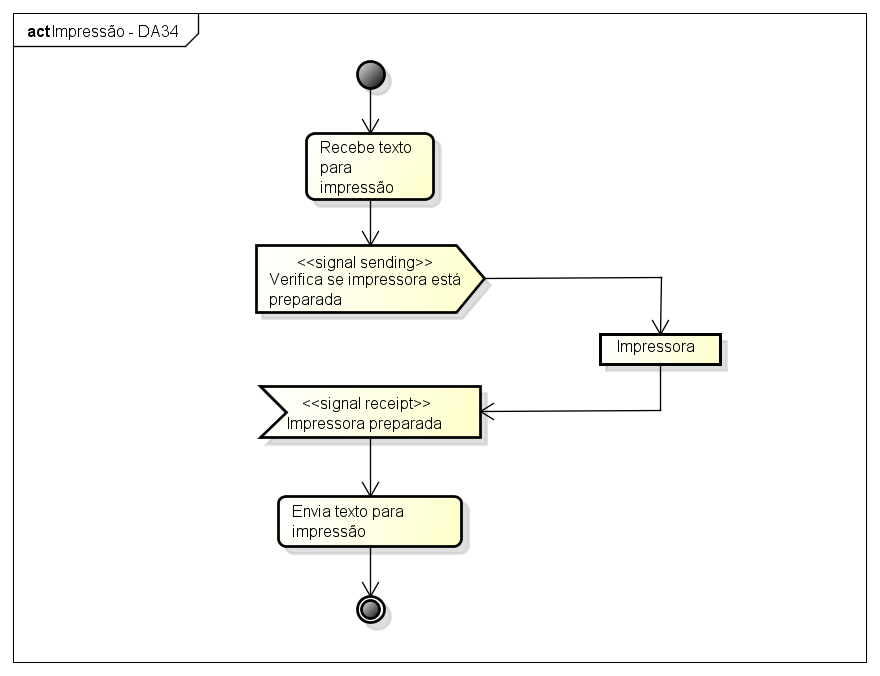 act Impressão - DA34
Recebe texto
para
impressão
<<signal sending>>
Verifica se impressora está
preparada
Impressora
<<signal receipt>>
Impressora preparada
Envia texto para
impressão